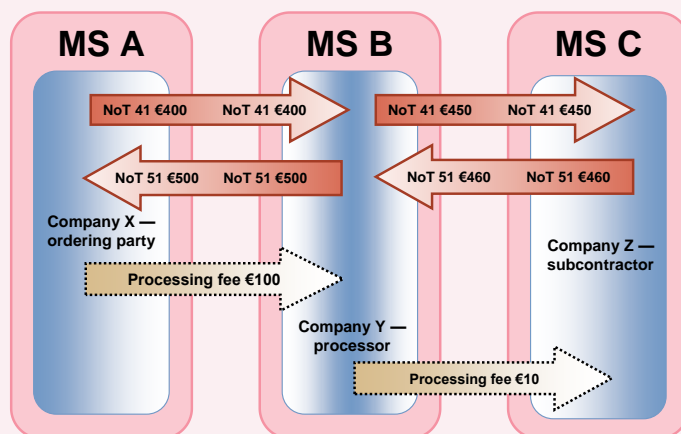 MS A MS B MS C
NoT 41 €400 NoT 41 €400 NoT 41 €450 NoT 41 €450
NoT 51 €500 NoT 51 €500 NoT 51 €460 NoT 51 €460
Company X —
ordering party
Company Z —
subcontractor
Processing fee €100
Company Y —
processor
Processing fee €10